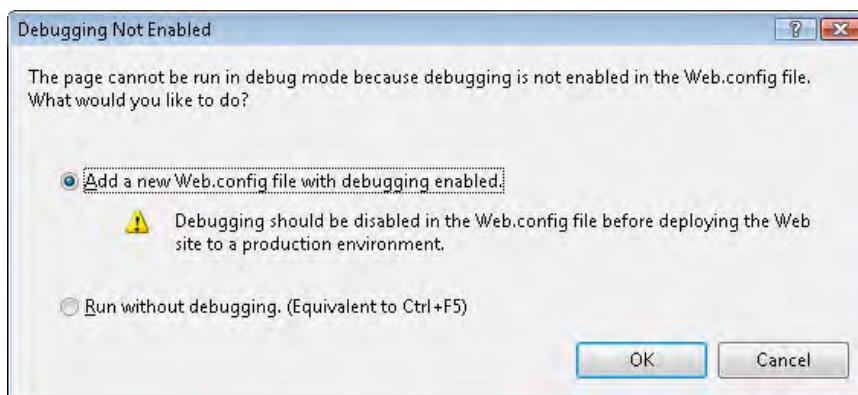 Debugging Not Enabled
The page cannot be run in debug mode because debugging is not enabled in the Web.config file.
What would you like to do?
Add a new Web.config file with debugging enabled.
Debugging should be disabled in the Web.config file before deploying the Web
site to a production environment.
Run without debugging. (Equivalent to Ctrl+F5)
OK Cancel